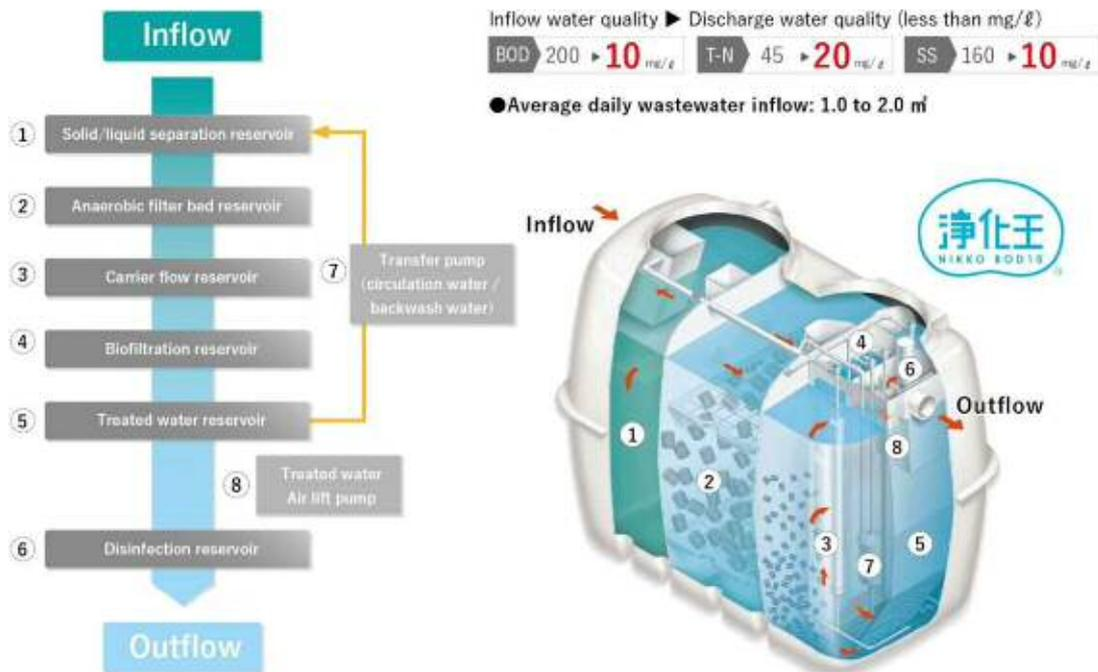 Inflow
① Solid/liquid separation reservoir
② Anaerobic filter bed reservoir
③ Carrier flow reservoir
④ Biofiltration reservoir
⑤ Treated water reservoir
⑦ Transfer pump
(circulation water /
backwash water)
⑧ Treated water
Air lift pump
⑥ Disinfection reservoir
Outflow
Inflow water quality ▶ Discharge water quality (less than mg/ℓ)
BOD 200 ▸ 10 mg/ℓ T-N 45 ▸ 20 mg/ℓ SS 160 ▸ 10 mg/ℓ
●Average daily wastewater inflow: 1.0 to 2.0 ㎥
浄化王
NIKKO BOD10
Inflow
4
6
Outflow
8
1
2
3
5
7